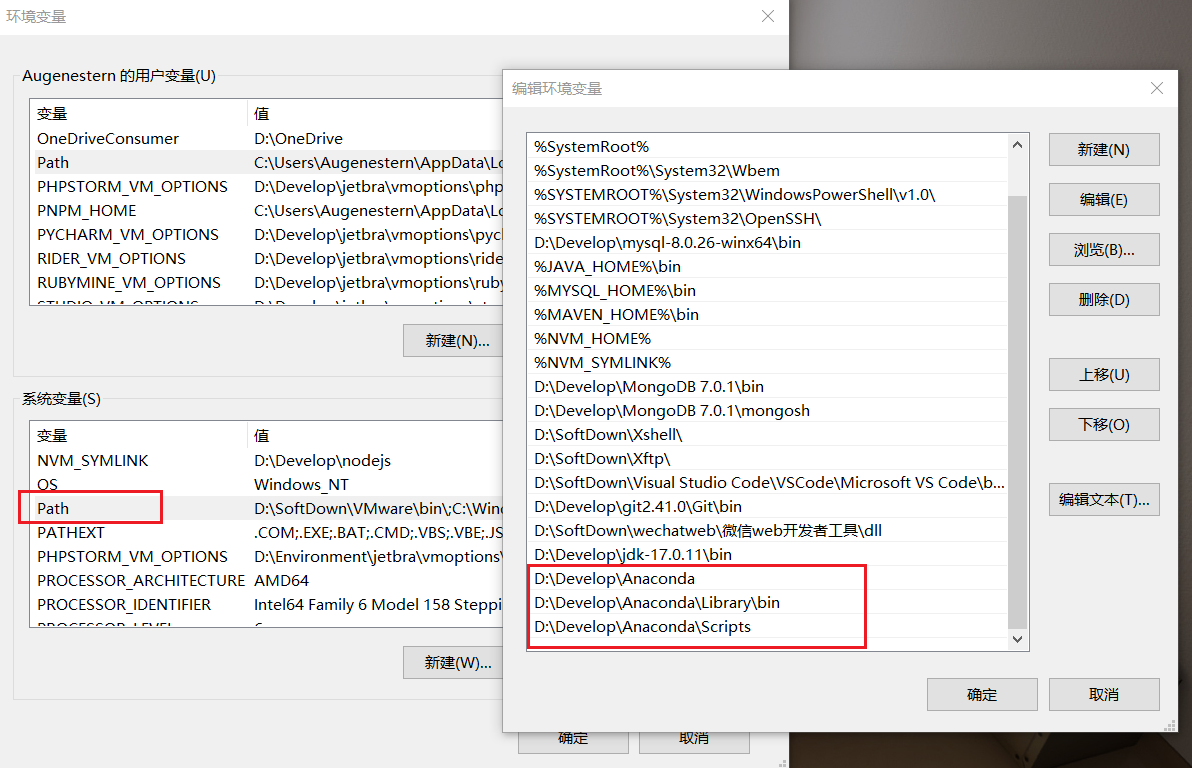 环境变量
Augenestern 的用户变量(U)
变量 值
OneDriveConsumer D:\OneDrive
Path C:\Users\Augenestern\AppData\Lo
PHPSTORM_VM_OPTIONS D:\Develop\jetbra\vmoptions\php
PNPM_HOME C:\Users\Augenestern\AppData\Lo
PYCHARM_VM_OPTIONS D:\Develop\jetbra\vmoptions\pyc
RIDER_VM_OPTIONS D:\Develop\jetbra\vmoptions\ride
RUBYMINE_VM_OPTIONS D:\Develop\jetbra\vmoptions\ruby
STUDIO_VM_OPTIONS
新建(N)...
系统变量(S)
变量 值
NVM_SYMLINK D:\Develop\nodejs
OS Windows_NT
Path D:\SoftDown\VMware\bin\;C:\Wind
PATHEXT .COM;.EXE;.BAT;.CMD;.VBS;.VBE;.JS
PHPSTORM_VM_OPTIONS D:\Environment\jetbra\vmoptions\
PROCESSOR_ARCHITECTURE AMD64
PROCESSOR_IDENTIFIER Intel64 Family 6 Model 158 Steppi
PROCESSOR_LEVEL 6
新建(W)...
确定
取消
编辑环境变量
%SystemRoot%
%SystemRoot%\System32\Wbem
%SYSTEMROOT%\System32\WindowsPowerShell\v1.0\
%SYSTEMROOT%\System32\OpenSSH\
D:\Develop\mysql-8.0.26-winx64\bin
%JAVA_HOME%\bin
%MYSQL_HOME%\bin
%MAVEN_HOME%\bin
%NVM_HOME%
%NVM_SYMLINK%
D:\Develop\MongoDB 7.0.1\bin
D:\Develop\MongoDB 7.0.1\mongosh
D:\SoftDown\Xshell\
D:\SoftDown\Xftp\
D:\SoftDown\Visual Studio Code\VSCode\Microsoft VS Code\b...
D:\Develop\git2.41.0\Git\bin
D:\SoftDown\wechatweb\微信web开发者工具\dll
D:\Develop\jdk-17.0.11\bin
D:\Develop\Anaconda
D:\Develop\Anaconda\Library\bin
D:\Develop\Anaconda\Scripts
新建(N)
编辑(E)
浏览(B)...
删除(D)
上移(U)
下移(O)
编辑文本(T)...
确定
取消